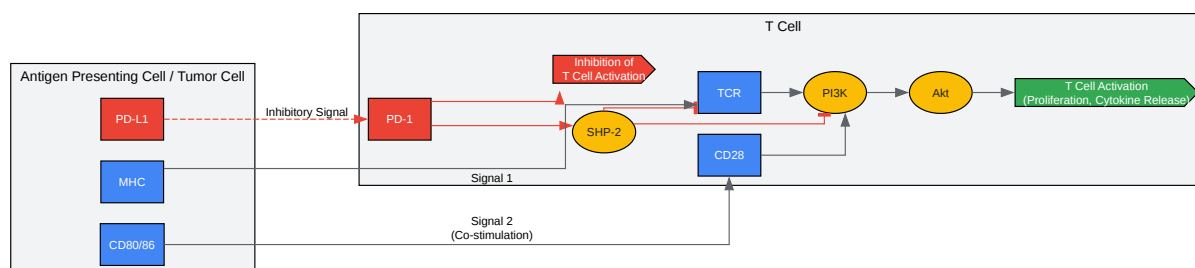 T Cell
Antigen Presenting Cell / Tumor Cell
Inhibition of
T Cell Activation
PD-L1
Inhibitory Signal
PD-1
SHP-2
TCR
PI3K
Akt
T Cell Activation
(Proliferation, Cytokine Release)
MHC
Signal 1
CD28
CD80/86
Signal 2
(Co-stimulation)